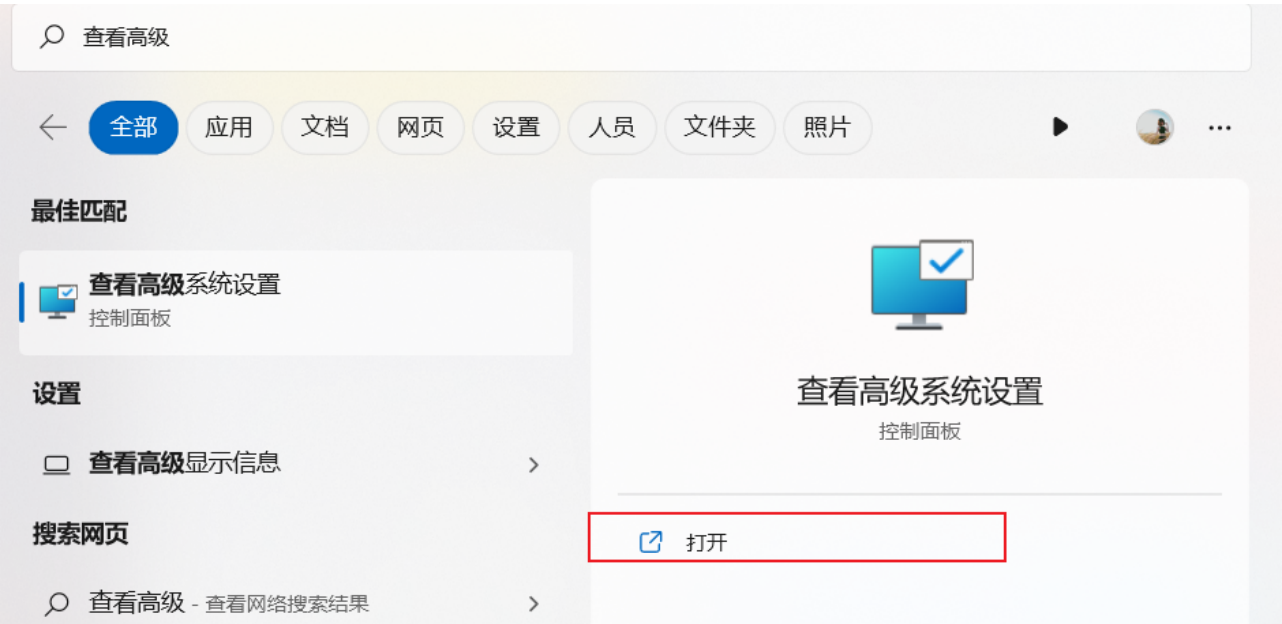 查看高级
全部 应用 文档 网页 设置 人员 文件夹 照片
最佳匹配
查看高级系统设置
控制面板
设置
查看高级显示信息
搜索网页
查看高级 - 查看网络搜索结果
查看高级系统设置
控制面板
打开